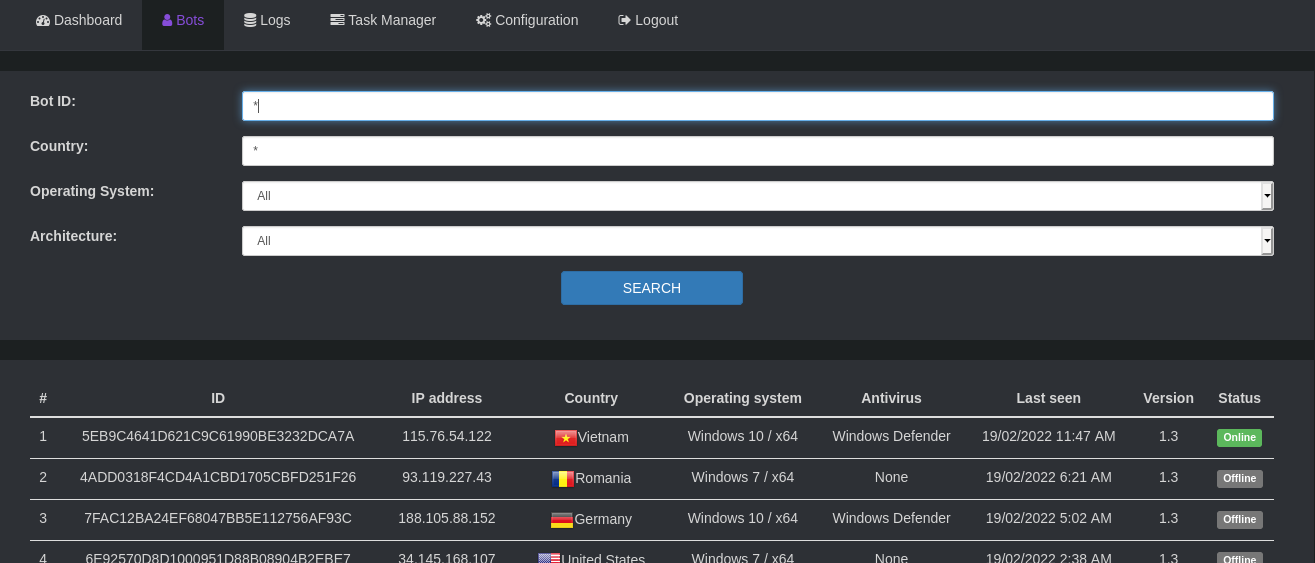 Dashboard Bots Logs Task Manager Configuration Logout
Bot ID: *
Country: *
Operating System: All
Architecture: All
SEARCH
# ID IP address Country Operating system Antivirus Last seen Version Status
1 5EB9C4641D621C9C61990BE3232DCA7A 115.76.54.122 Vietnam Windows 10 / x64 Windows Defender 19/02/2022 11:47 AM 1.3 Online
2 4ADD0318F4CD4A1CBD1705CBFD251F26 93.119.227.43 Romania Windows 7 / x64 None 19/02/2022 6:21 AM 1.3 Offline
3 7FAC12BA24EF68047BB5E112756AF93C 188.105.88.152 Germany Windows 10 / x64 Windows Defender 19/02/2022 5:02 AM 1.3 Offline
4 6E92570D8D1000951D88B08904B2EBE7 34.145.168.107 United States Windows 7 / x64 None 19/02/2022 2:38 AM 1.3 Offline